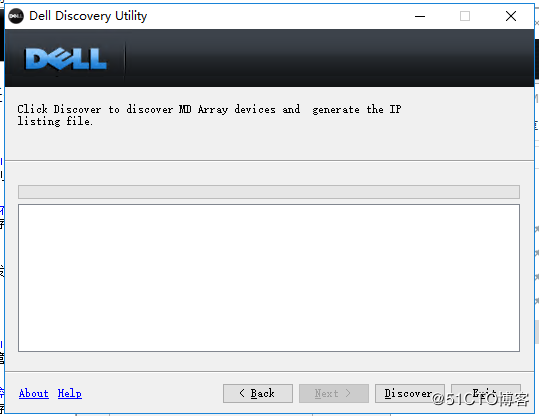 Dell Discovery Utility
DELL
Click Discover to discover MD Array devices and generate the IP
listing file.
About Help < Back Next > Discover Exit
@51CTO博客